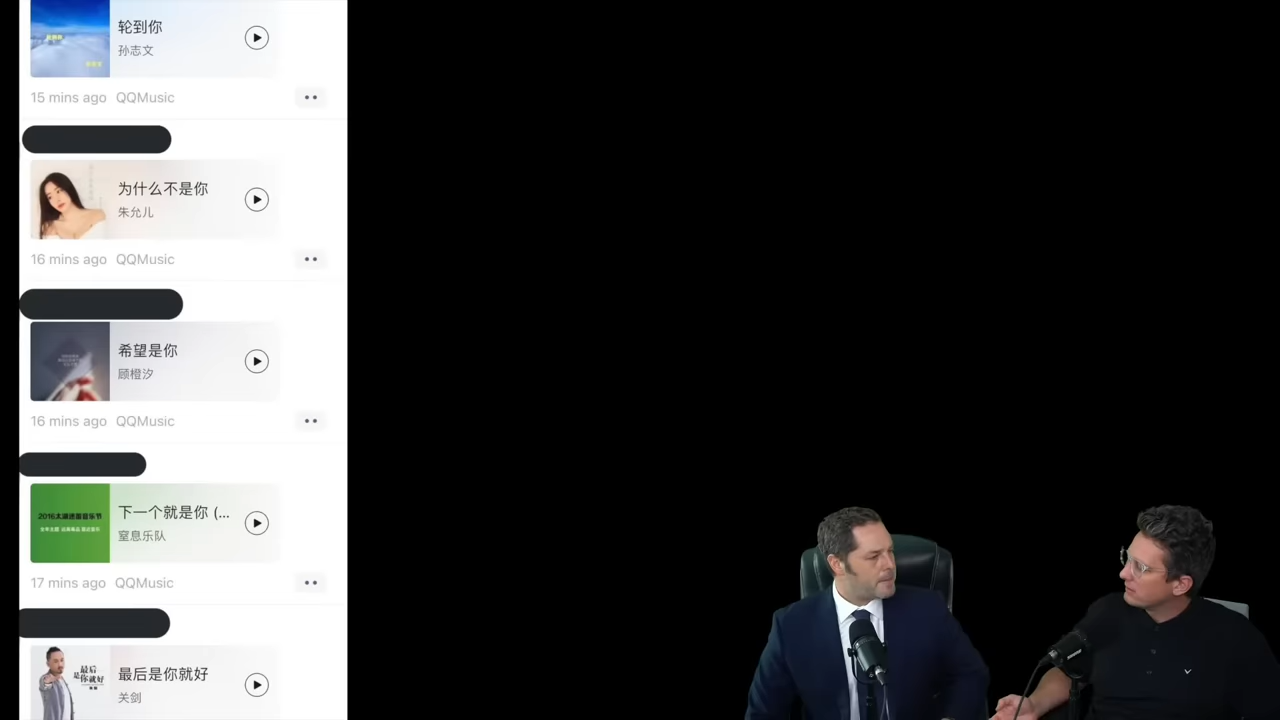 轮到你
孙志文
15 mins ago QQMusic
为什么不是你
朱允儿
16 mins ago QQMusic
希望是你
顾橙汐
16 mins ago QQMusic
2016太湖迷笛音乐节
下一个就是你 (...
窒息乐队
17 mins ago QQMusic
最后
是你就好
最后是你就好
关剑